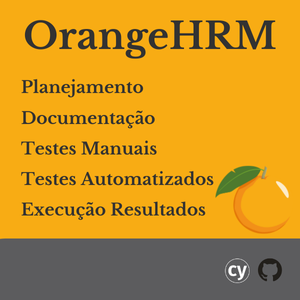 OrangeHRM
Planejamento
Documentação
Testes Manuais
Testes Automatizados
Execução Resultados
cy